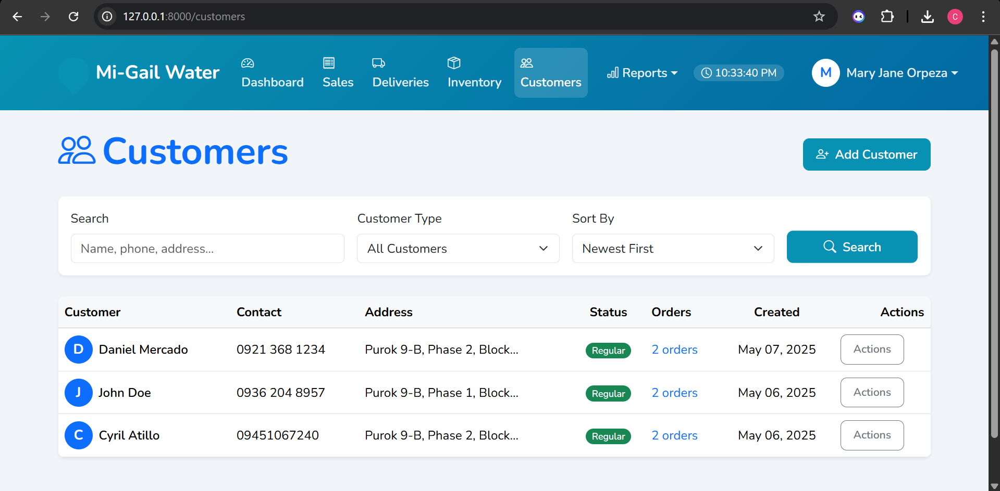 127.0.0.1:8000/customers
C
Mi-Gail Water
Dashboard
Sales
Deliveries
Inventory
Customers
Reports
10:33:40 PM
M
Mary Jane Orpeza
Customers
Add Customer
Search
Customer Type
Sort By
Name, phone, address...
All Customers
Newest First
Search
Customer Contact Address Status Orders Created Actions
D Daniel Mercado 0921 368 1234 Purok 9-B, Phase 2, Block... Regular 2 orders May 07, 2025 Actions
J John Doe 0936 204 8957 Purok 9-B, Phase 1, Block... Regular 2 orders May 06, 2025 Actions
C Cyril Atillo 09451067240 Purok 9-B, Phase 2, Block... Regular 2 orders May 06, 2025 Actions